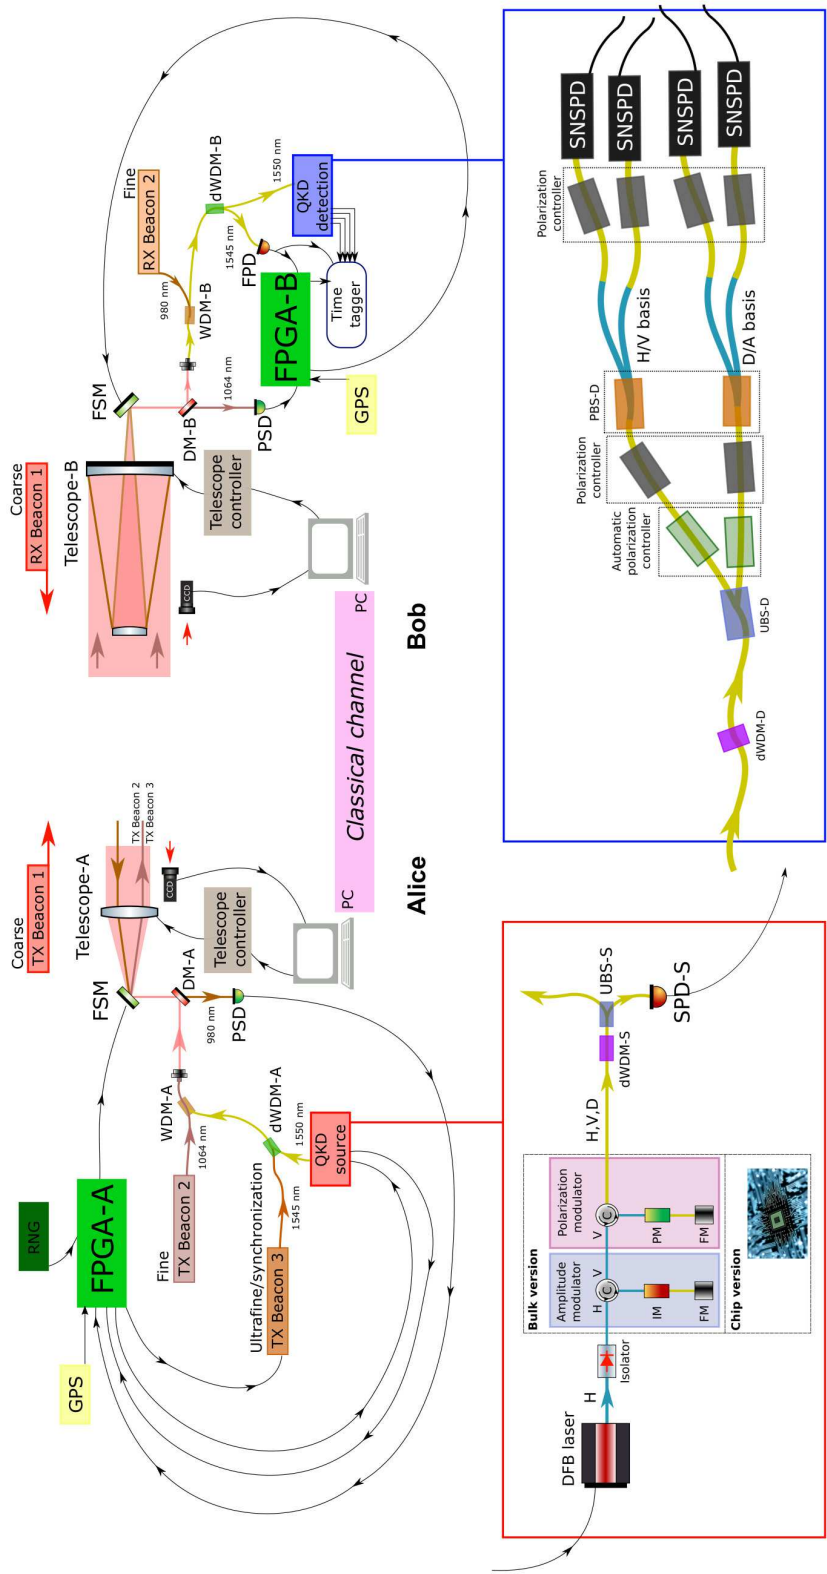 Coarse
TX Beacon 1
Telescope-A
TX Beacon 2
TX Beacon 3
CCD
FSM
DM-A
Telescope
controller
PC
980 nm
PSD
RNG
FPGA-A
GPS
WDM-A
1064 nm
Fine
TX Beacon 2
dWDM-A
1550 nm
QKD
source
Ultrafine/synchronization
TX Beacon 3
1545 nm
Alice
Classical channel
Coarse
RX Beacon 1
Telescope-B
CCD
FSM
DM-B
Telescope
controller
PC
1064 nm
PSD
Fine
RX Beacon 2
980 nm
WDM-B
dWDM-B
1545 nm
1550 nm
FPD
QKD
detection
FPGA-B
Time
tagger
GPS
Bob
DFB laser
H
Isolator
Bulk version
Amplitude
modulator
H
V
C
IM
FM
Polarization
modulator
V
C
PM
FM
Chip version
H,V,D
dWDM-S
UBS-S
SPD-S
dWDM-D
UBS-D
Automatic
polarization
controller
Polarization
controller
PBS-D
H/V basis
D/A basis
Polarization
controller
SNSPD
SNSPD
SNSPD
SNSPD